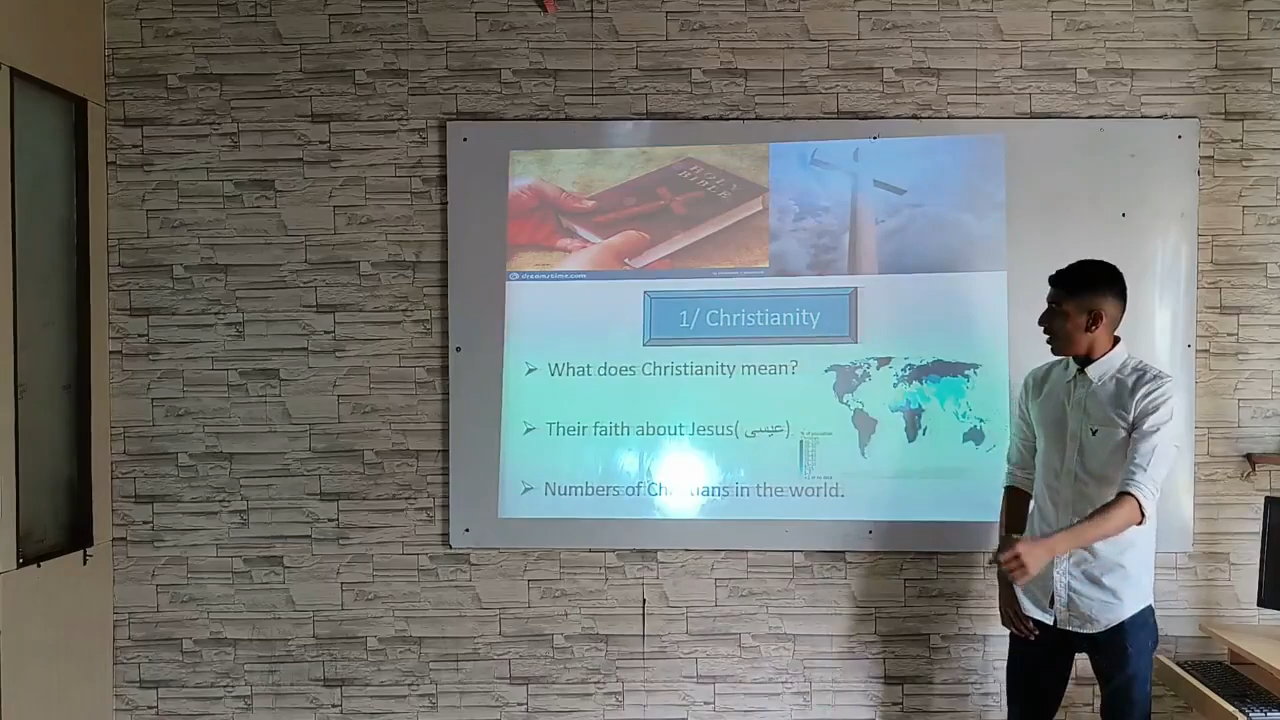 HOLY
BIBLE
dreamstime.com
1/ Christianity
➢ What does Christianity mean?
➢ Their faith about Jesus( عيسى)
➢ Numbers of Christians in the world.